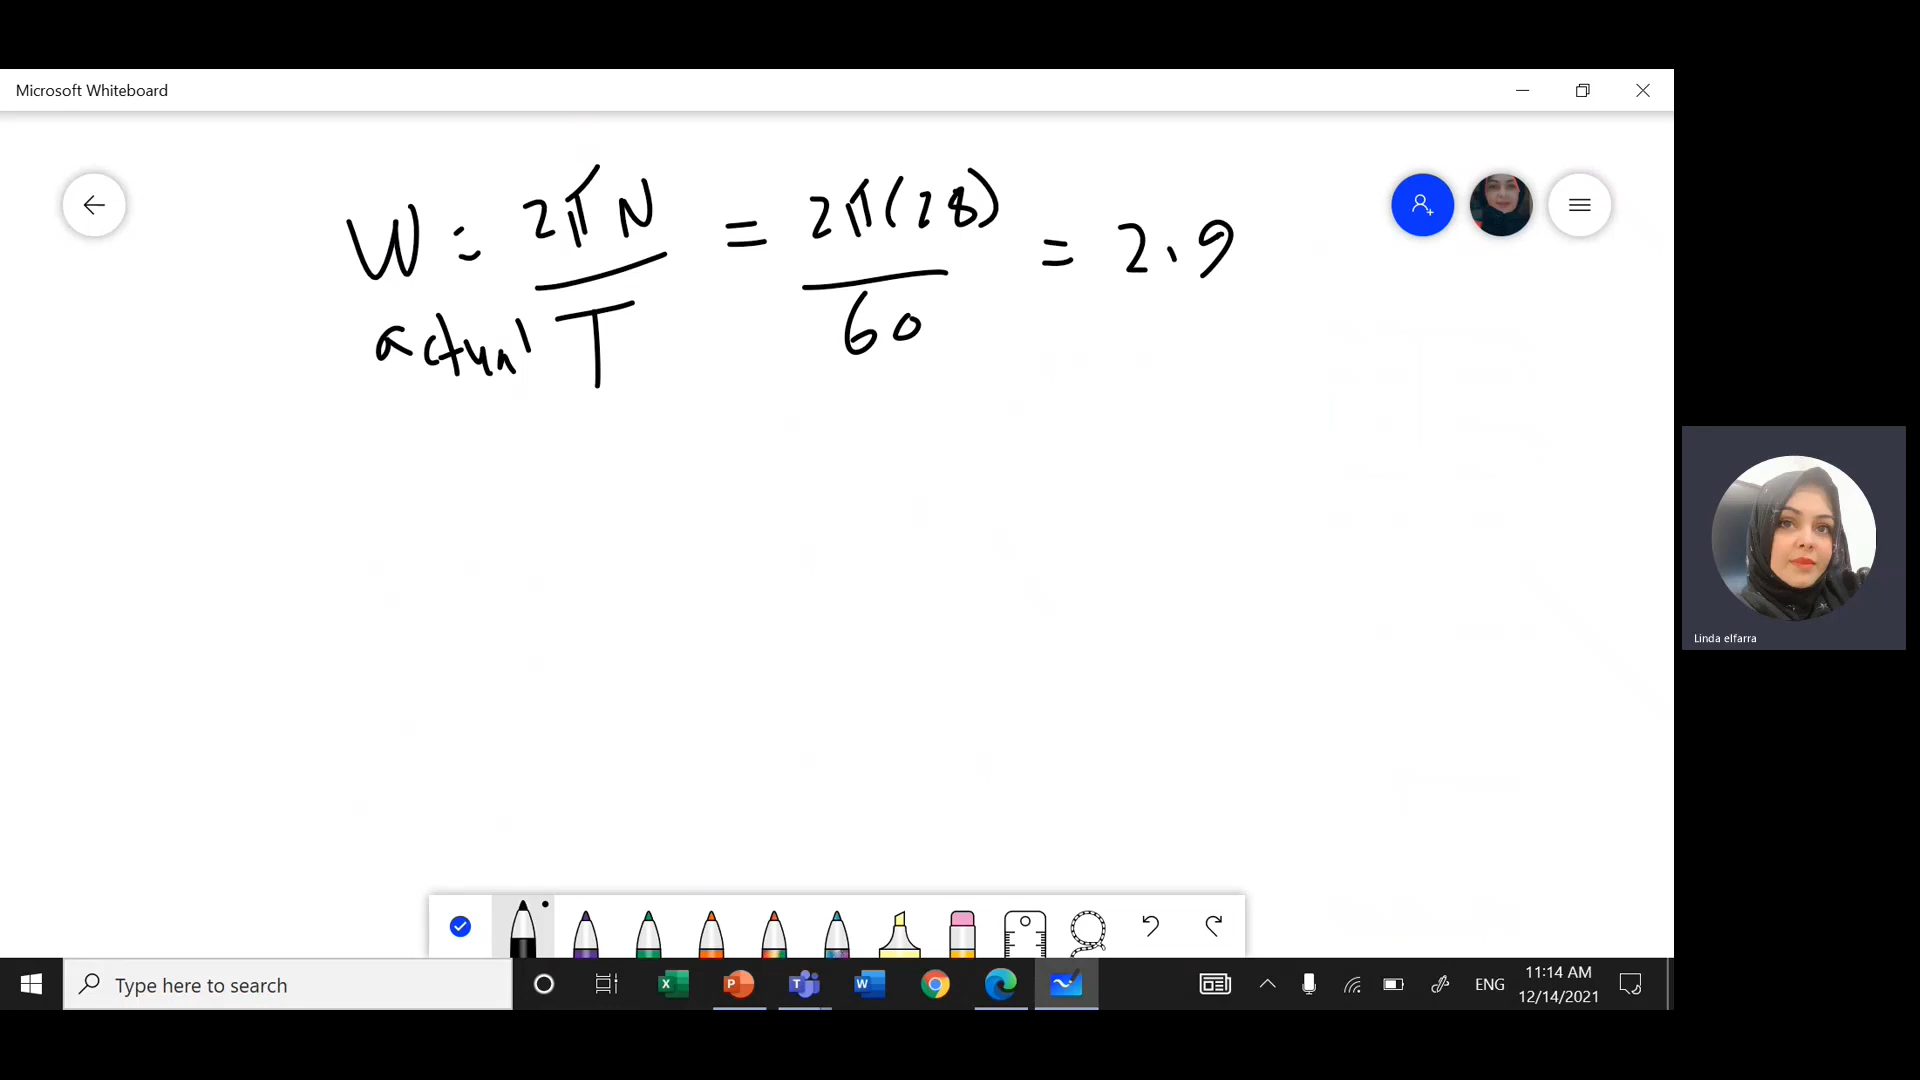 Microsoft Whiteboard
W = 2πN / T = 2π(28) / 60 = 2.9
actual
Linda elfarra
Type here to search
ENG
11:14 AM
12/14/2021